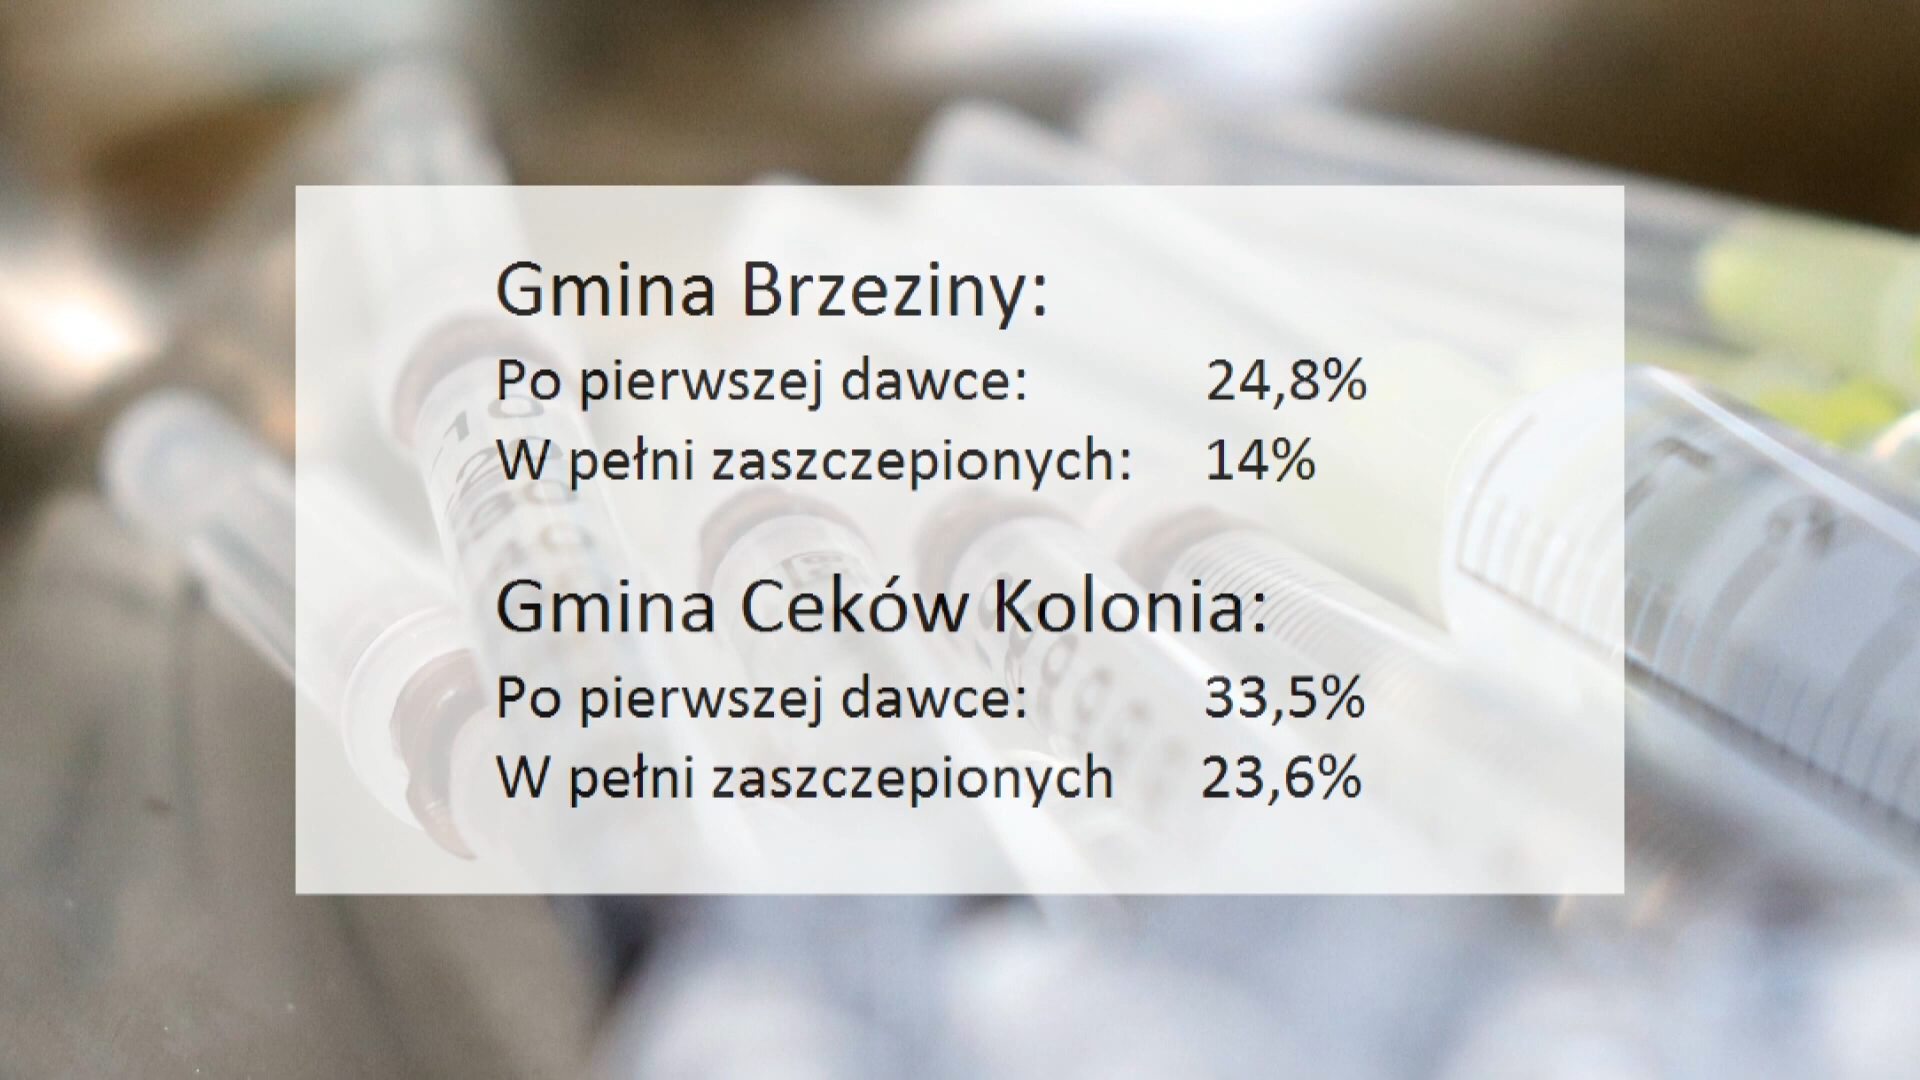 Gmina Brzeziny:
Po pierwszej dawce: 24,8%
W pełni zaszczepionych: 14%
Gmina Ceków Kolonia:
Po pierwszej dawce: 33,5%
W pełni zaszczepionych 23,6%